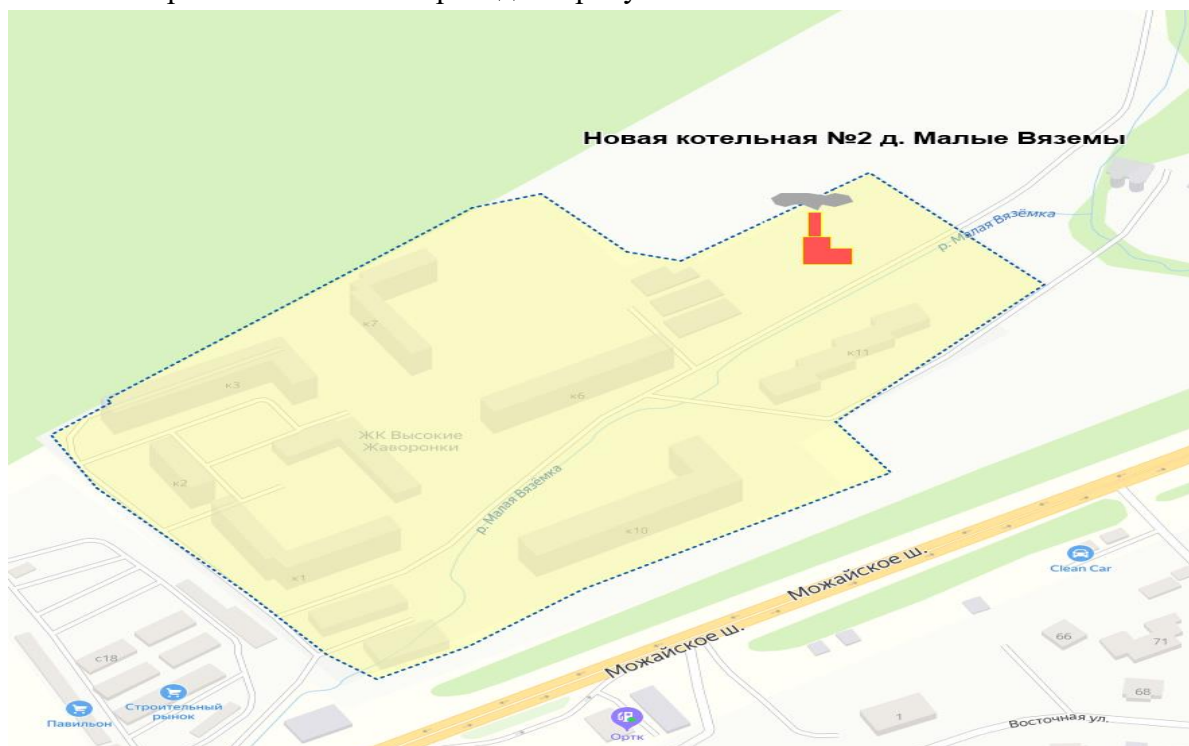 Новая котельная №2 д. Малые Вяземы
р. Малая Вязёмка
к7
к3
к6
к11
ЖК Высокие
Жаворонки
к2
р. Малая Вязёмка
к10
к1
Можайское ш.
Clean Car
Можайское ш.
66
71
с18
68
Строительный
рынок
Павильон
1
Восточная ул.
Ортк